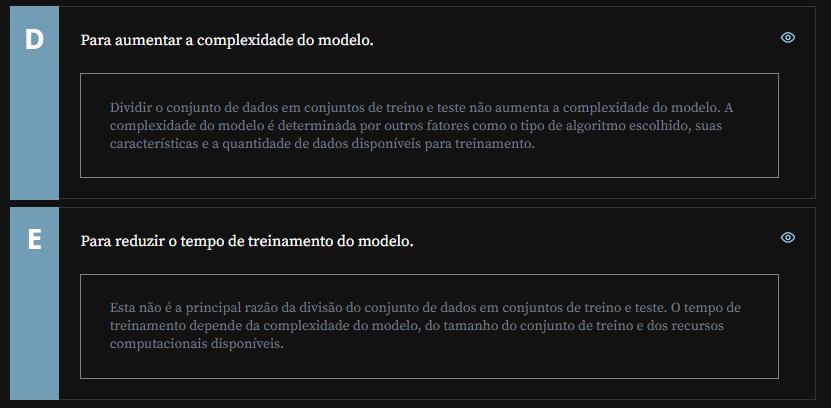 D
Para aumentar a complexidade do modelo.
Dividir o conjunto de dados em conjuntos de treino e teste não aumenta a complexidade do modelo. A
complexidade do modelo é determinada por outros fatores como o tipo de algoritmo escolhido, suas
características e a quantidade de dados disponíveis para treinamento.
E
Para reduzir o tempo de treinamento do modelo.
Esta não é a principal razão da divisão do conjunto de dados em conjuntos de treino e teste. O tempo de
treinamento depende da complexidade do modelo, do tamanho do conjunto de treino e dos recursos
computacionais disponíveis.